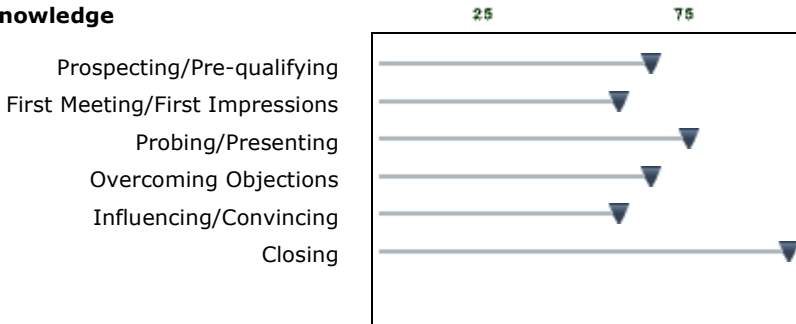 nowledge 25 75
Prospecting/Pre-qualifying
First Meeting/First Impressions
Probing/Presenting
Overcoming Objections
Influencing/Convincing
Closing